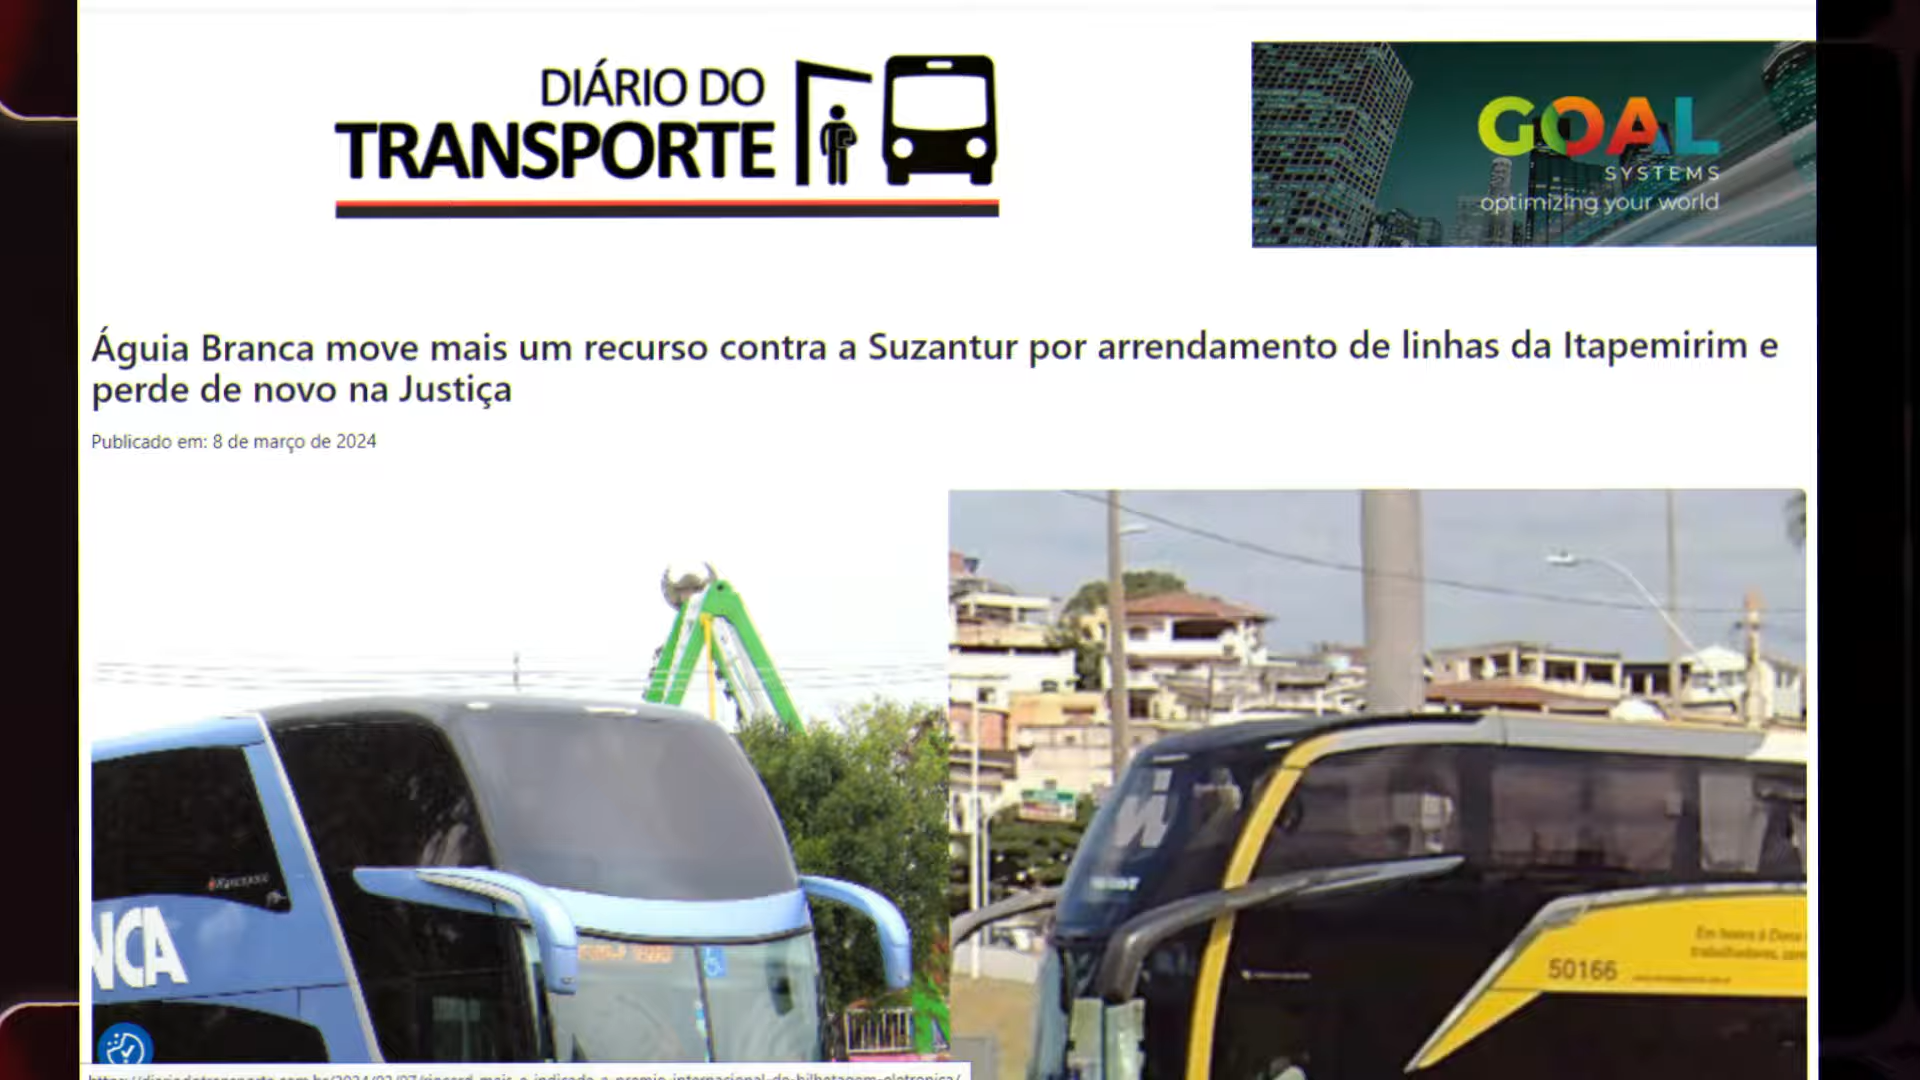 DIÁRIO DO
TRANSPORTE
GOAL
SYSTEMS
optimizing your world
Águia Branca move mais um recurso contra a Suzantur por arrendamento de linhas da Itapemirim e
perde de novo na Justiça
Publicado em: 8 de março de 2024
NCA
50166